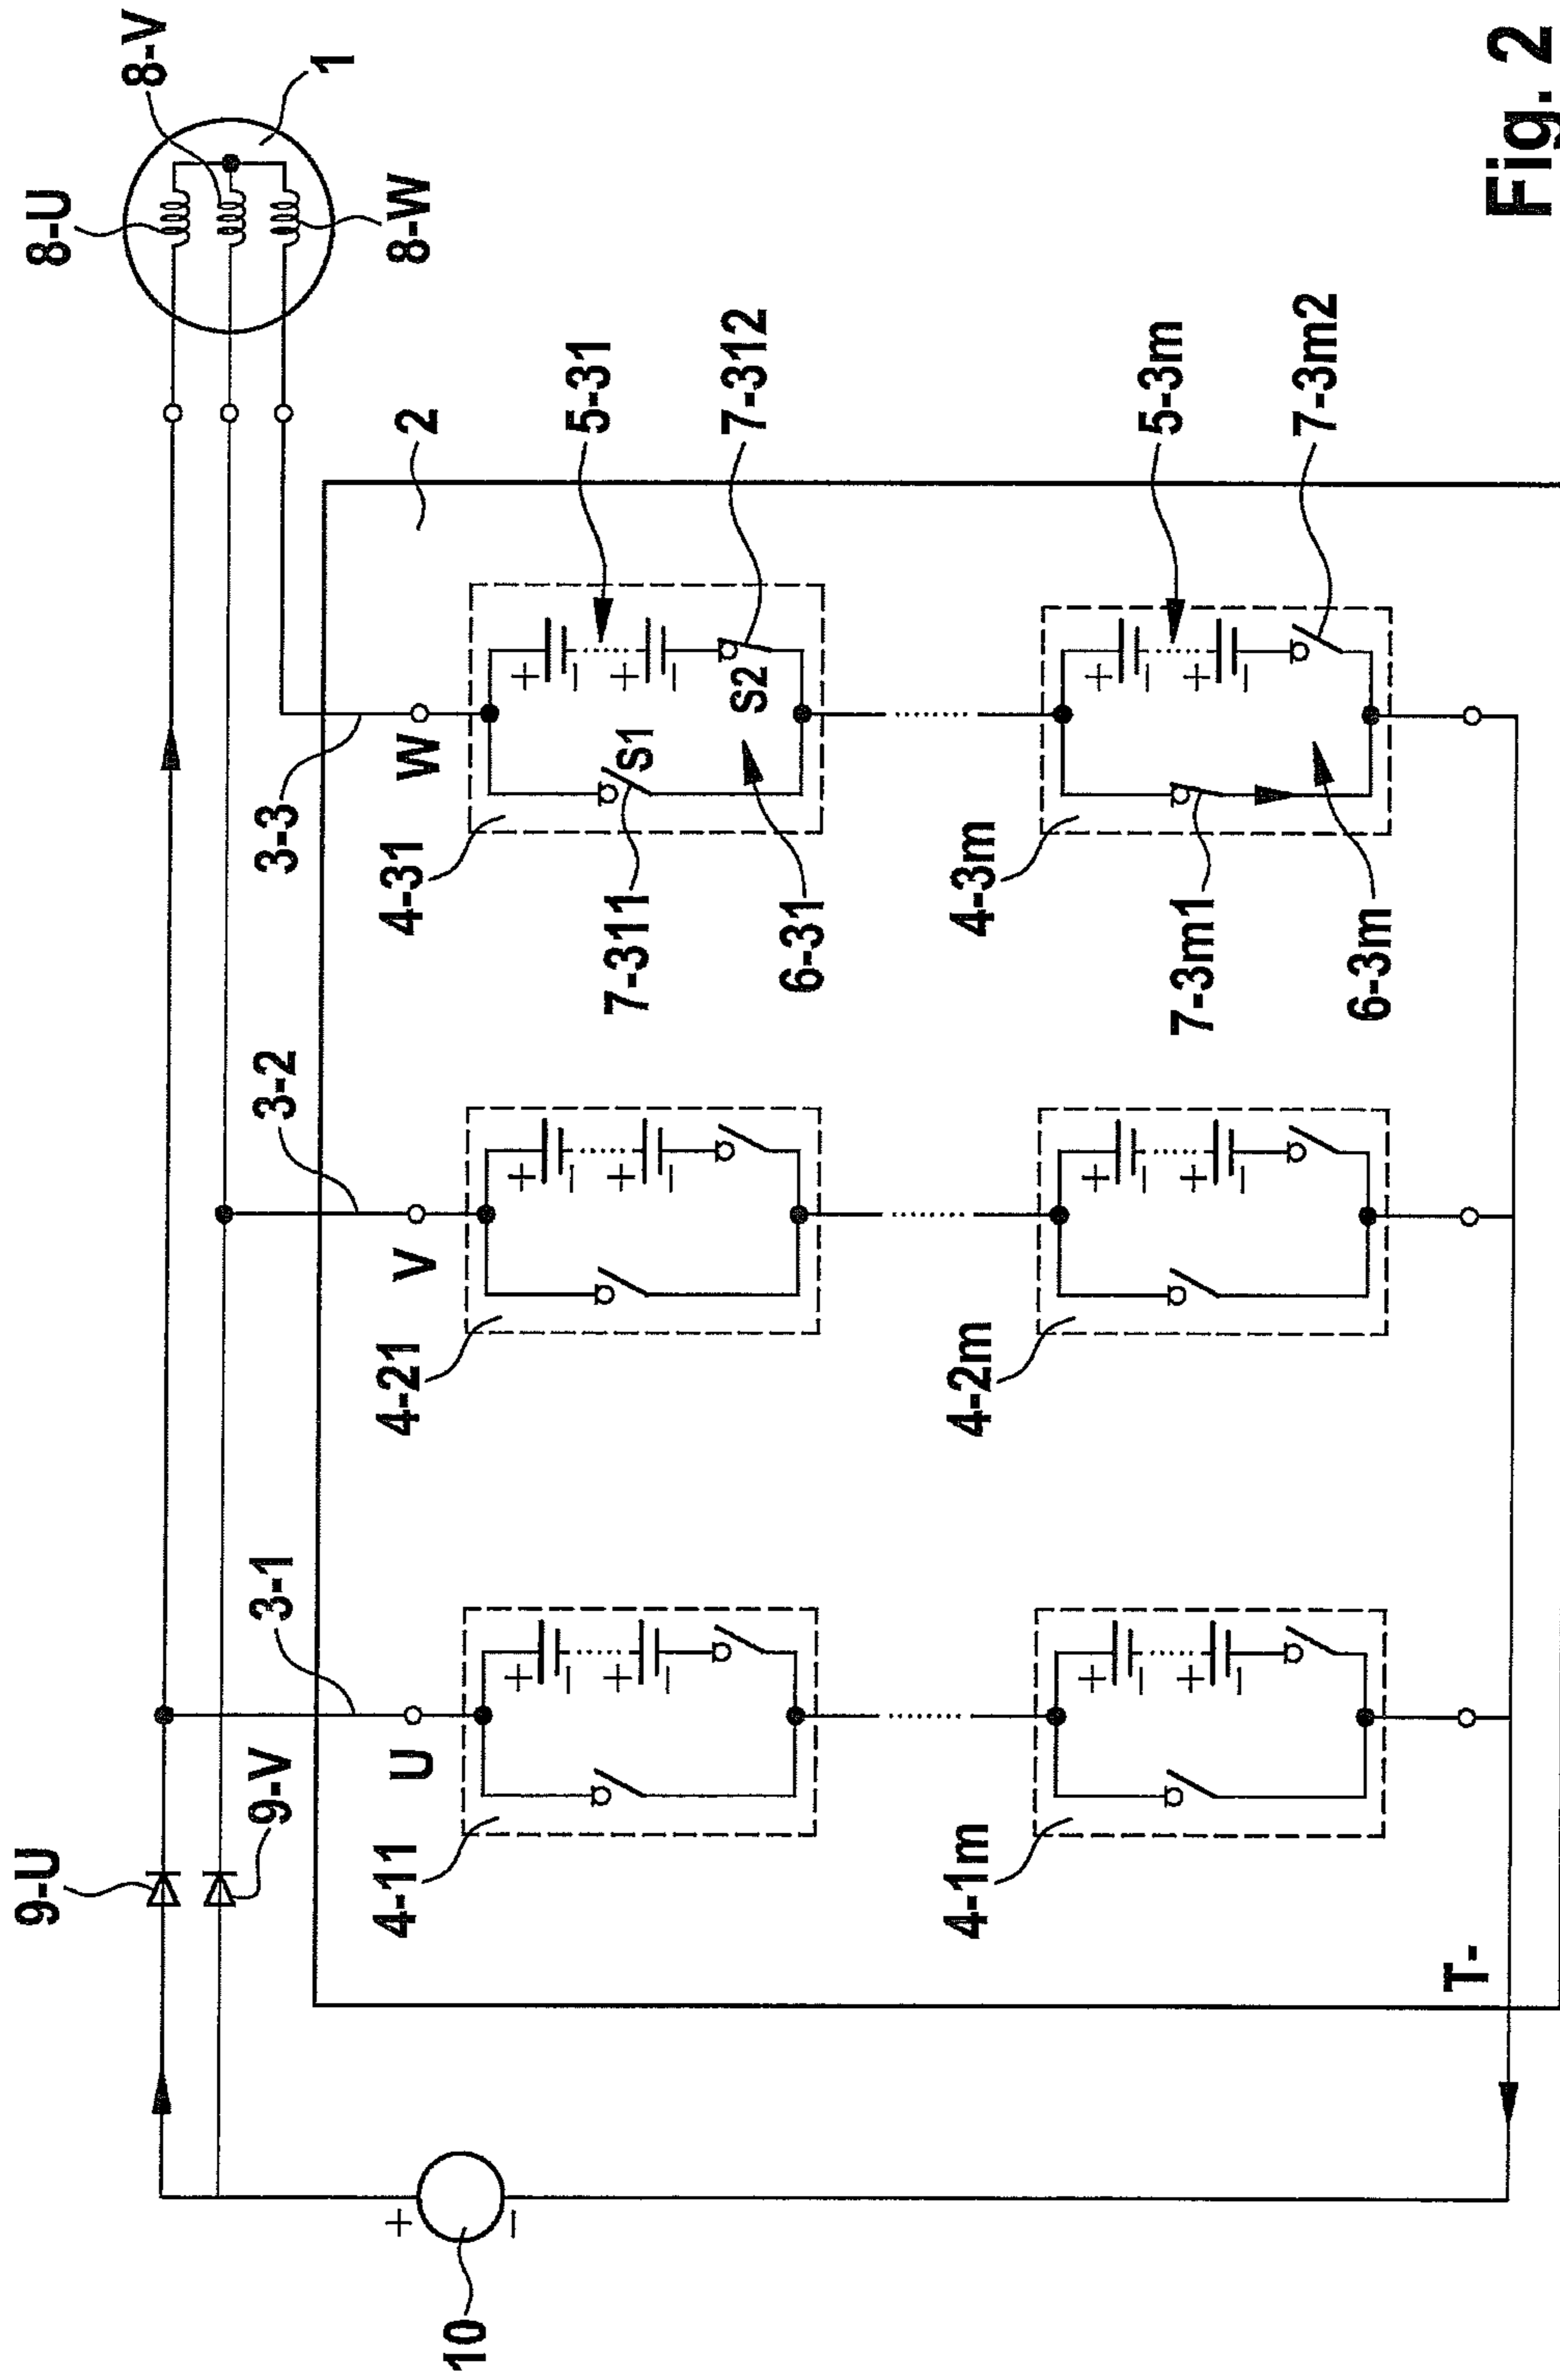 8-U
8-V
1
8-W
9-U
9-V
3-1
3-2
3-3
2
U
V
W
4-11
4-21
4-31
+
−
+
−
+
−
+
−
+
−
+
−
S1
S2
5-31
7-311
7-312
6-31
10
+
−
4-1m
4-2m
4-3m
+
−
+
−
+
−
+
−
+
−
+
−
5-3m
7-3m1
7-3m2
6-3m
T-
Fig. 2